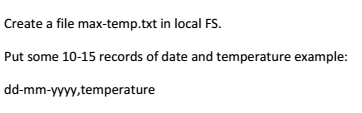 Create a file max-temp.txt in local FS.
Put some 10-15 records of date and temperature example:
dd-mm-yyyy,temperature